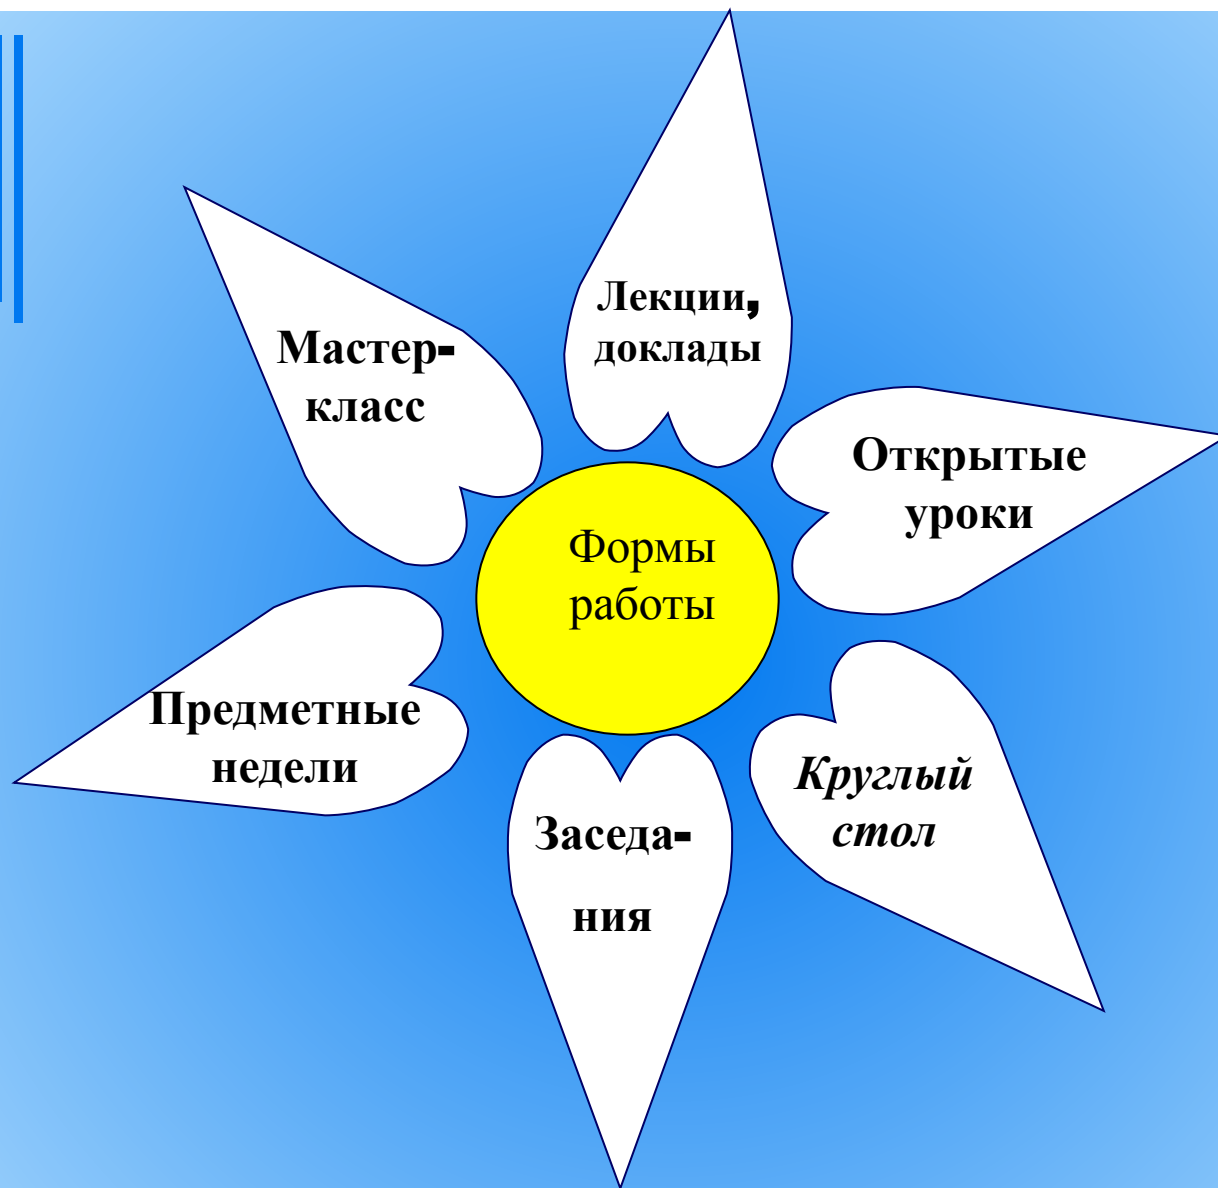 Лекции,
доклады
Мастер-
класс
Открытые
уроки
Формы
работы
Предметные
недели
Круглый
стол
Заседа-
ния